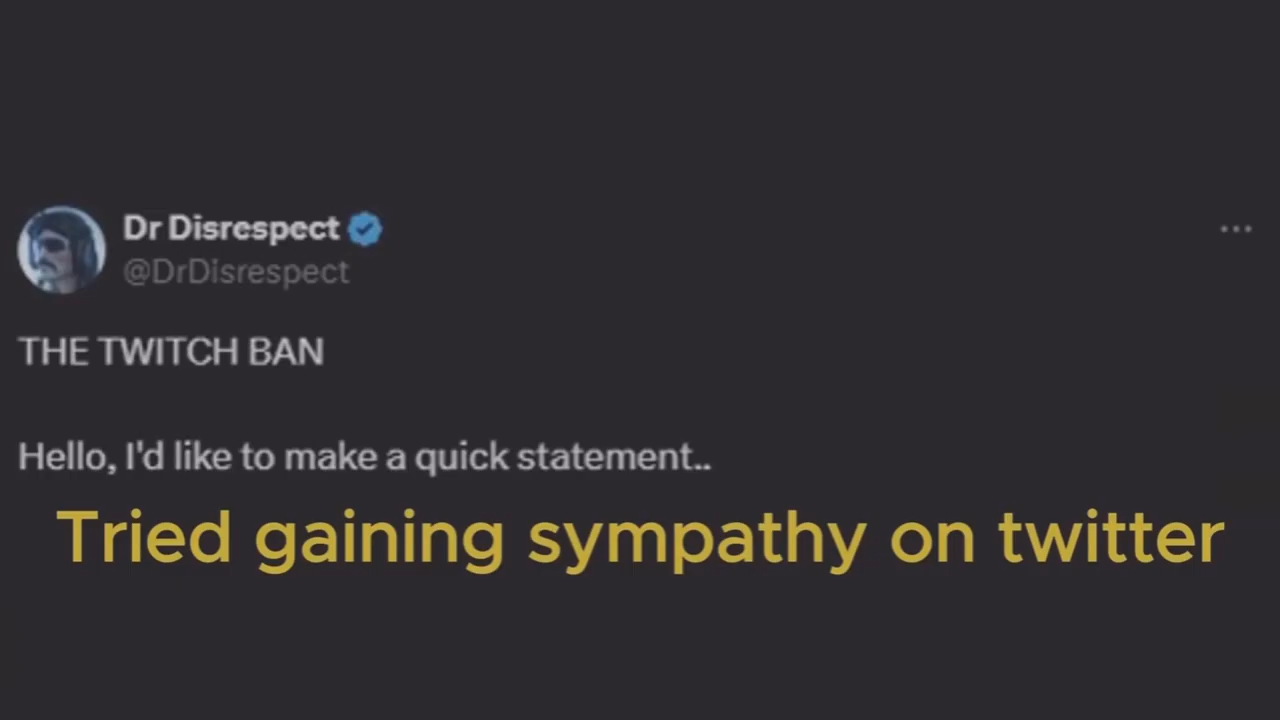 Dr Disrespect
@DrDisrespect
THE TWITCH BAN
Hello, I'd like to make a quick statement..
Tried gaining sympathy on twitter